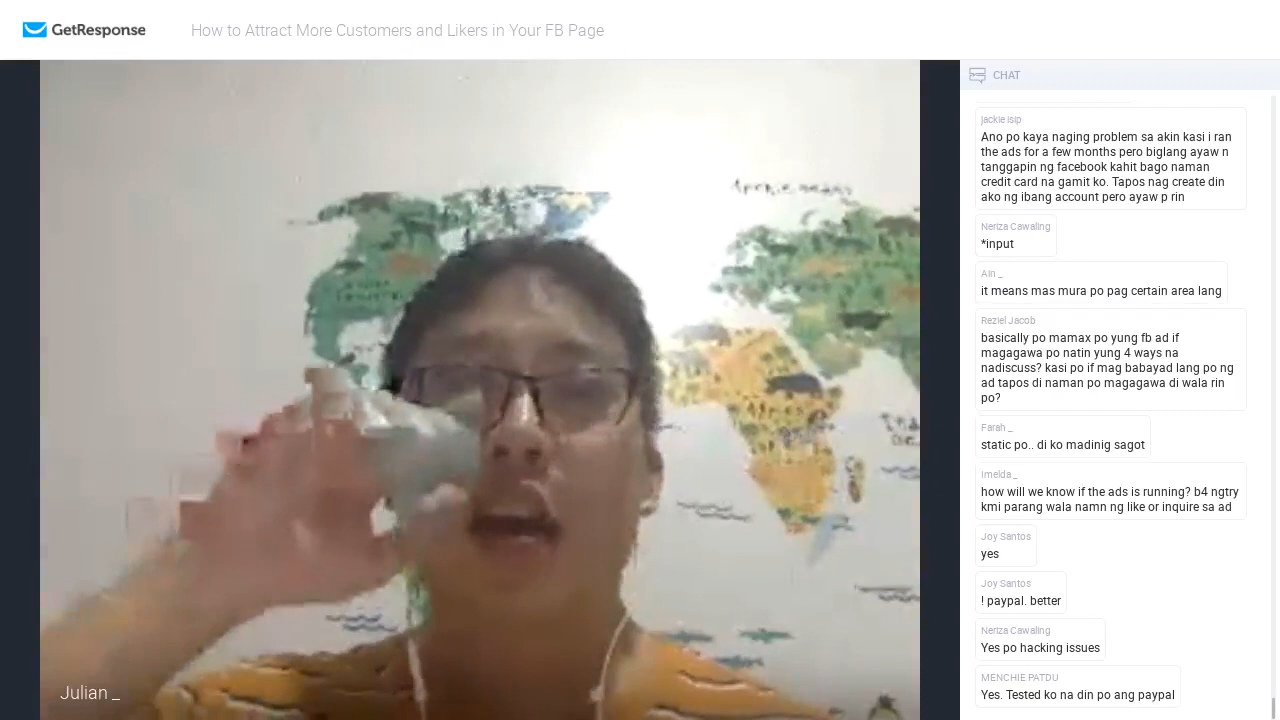 GetResponse
How to Attract More Customers and Likers in Your FB Page
CHAT
jackie isip
Ano po kaya naging problem sa akin kasi i ran
the ads for a few months pero biglang ayaw n
tanggapin ng facebook kahit bago naman
credit card na gamit ko. Tapos nag create din
ako ng ibang account pero ayaw p rin
Neriza Cawaling
*input
Ain _
it means mas mura po pag certain area lang
Reziel Jacob
basically po mamax po yung fb ad if
magagawa po natin yung 4 ways na
nadiscuss? kasi po if mag babayad lang po ng
ad tapos di naman po magagawa di wala rin
po?
Farah _
static po.. di ko madinig sagot
Imelda _
how will we know if the ads is running? b4 ngtry
kmi parang wala namn ng like or inquire sa ad
Joy Santos
yes
Joy Santos
! paypal. better
Neriza Cawaling
Yes po hacking issues
MENCHIE PATDU
Yes. Tested ko na din po ang paypal
Julian _